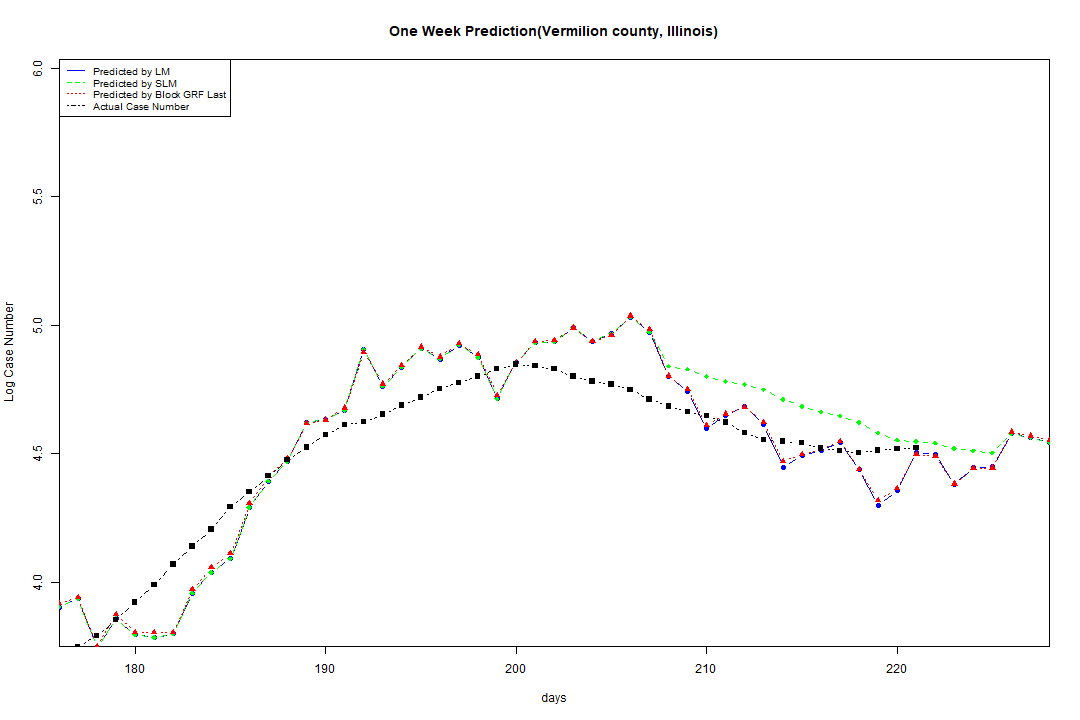 One Week Prediction(Vermilion county, Illinois)
Predicted by LM
Predicted by SLM
Predicted by Block GRF Last
Actual Case Number
6.0
5.5
5.0
4.5
4.0
Log Case Number
180 190 200 210 220
days